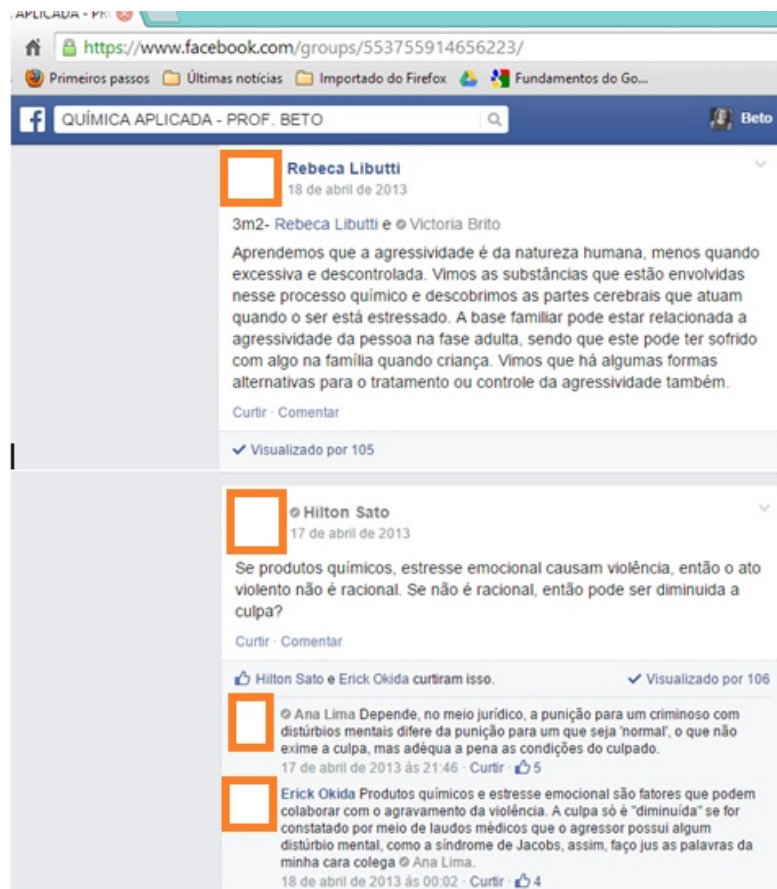 APLICADA - PR
https://www.facebook.com/groups/553755914656223/
Primeiros passos Últimas notícias Importado do Firefox Fundamentos do Go...
f QUÍMICA APLICADA - PROF. BETO Beto
Rebeca Libutti
18 de abril de 2013
3m2- Rebeca Libutti e Victoria Brito
Aprendemos que a agressividade é da natureza humana, menos quando
excessiva e descontrolada. Vimos as substâncias que estão envolvidas
nesse processo químico e descobrimos as partes cerebrais que atuam
quando o ser está estressado. A base familiar pode estar relacionada a
agressividade da pessoa na fase adulta, sendo que este pode ter sofrido
com algo na família quando criança. Vimos que há algumas formas
alternativas para o tratamento ou controle da agressividade também.
Curtir · Comentar
Visualizado por 105
Hilton Sato
17 de abril de 2013
Se produtos químicos, estresse emocional causam violência, então o ato
violento não é racional. Se não é racional, então pode ser diminuida a
culpa?
Curtir · Comentar
Hilton Sato e Erick Okida curtiram isso. Visualizado por 106
Ana Lima Depende, no meio jurídico, a punição para um criminoso com
distúrbios mentais difere da punição para um que seja 'normal', o que não
exime a culpa, mas adéqua a pena as condições do culpado.
17 de abril de 2013 às 21:46 · Curtir · 5
Erick Okida Produtos químicos e estresse emocional são fatores que podem
colaborar com o agravamento da violência. A culpa só é "diminuída" se for
constatado por meio de laudos médicos que o agressor possui algum
distúrbio mental, como a síndrome de Jacobs, assim, faço jus as palavras da
minha cara colega Ana Lima.
18 de abril de 2013 às 00:02 · Curtir · 4